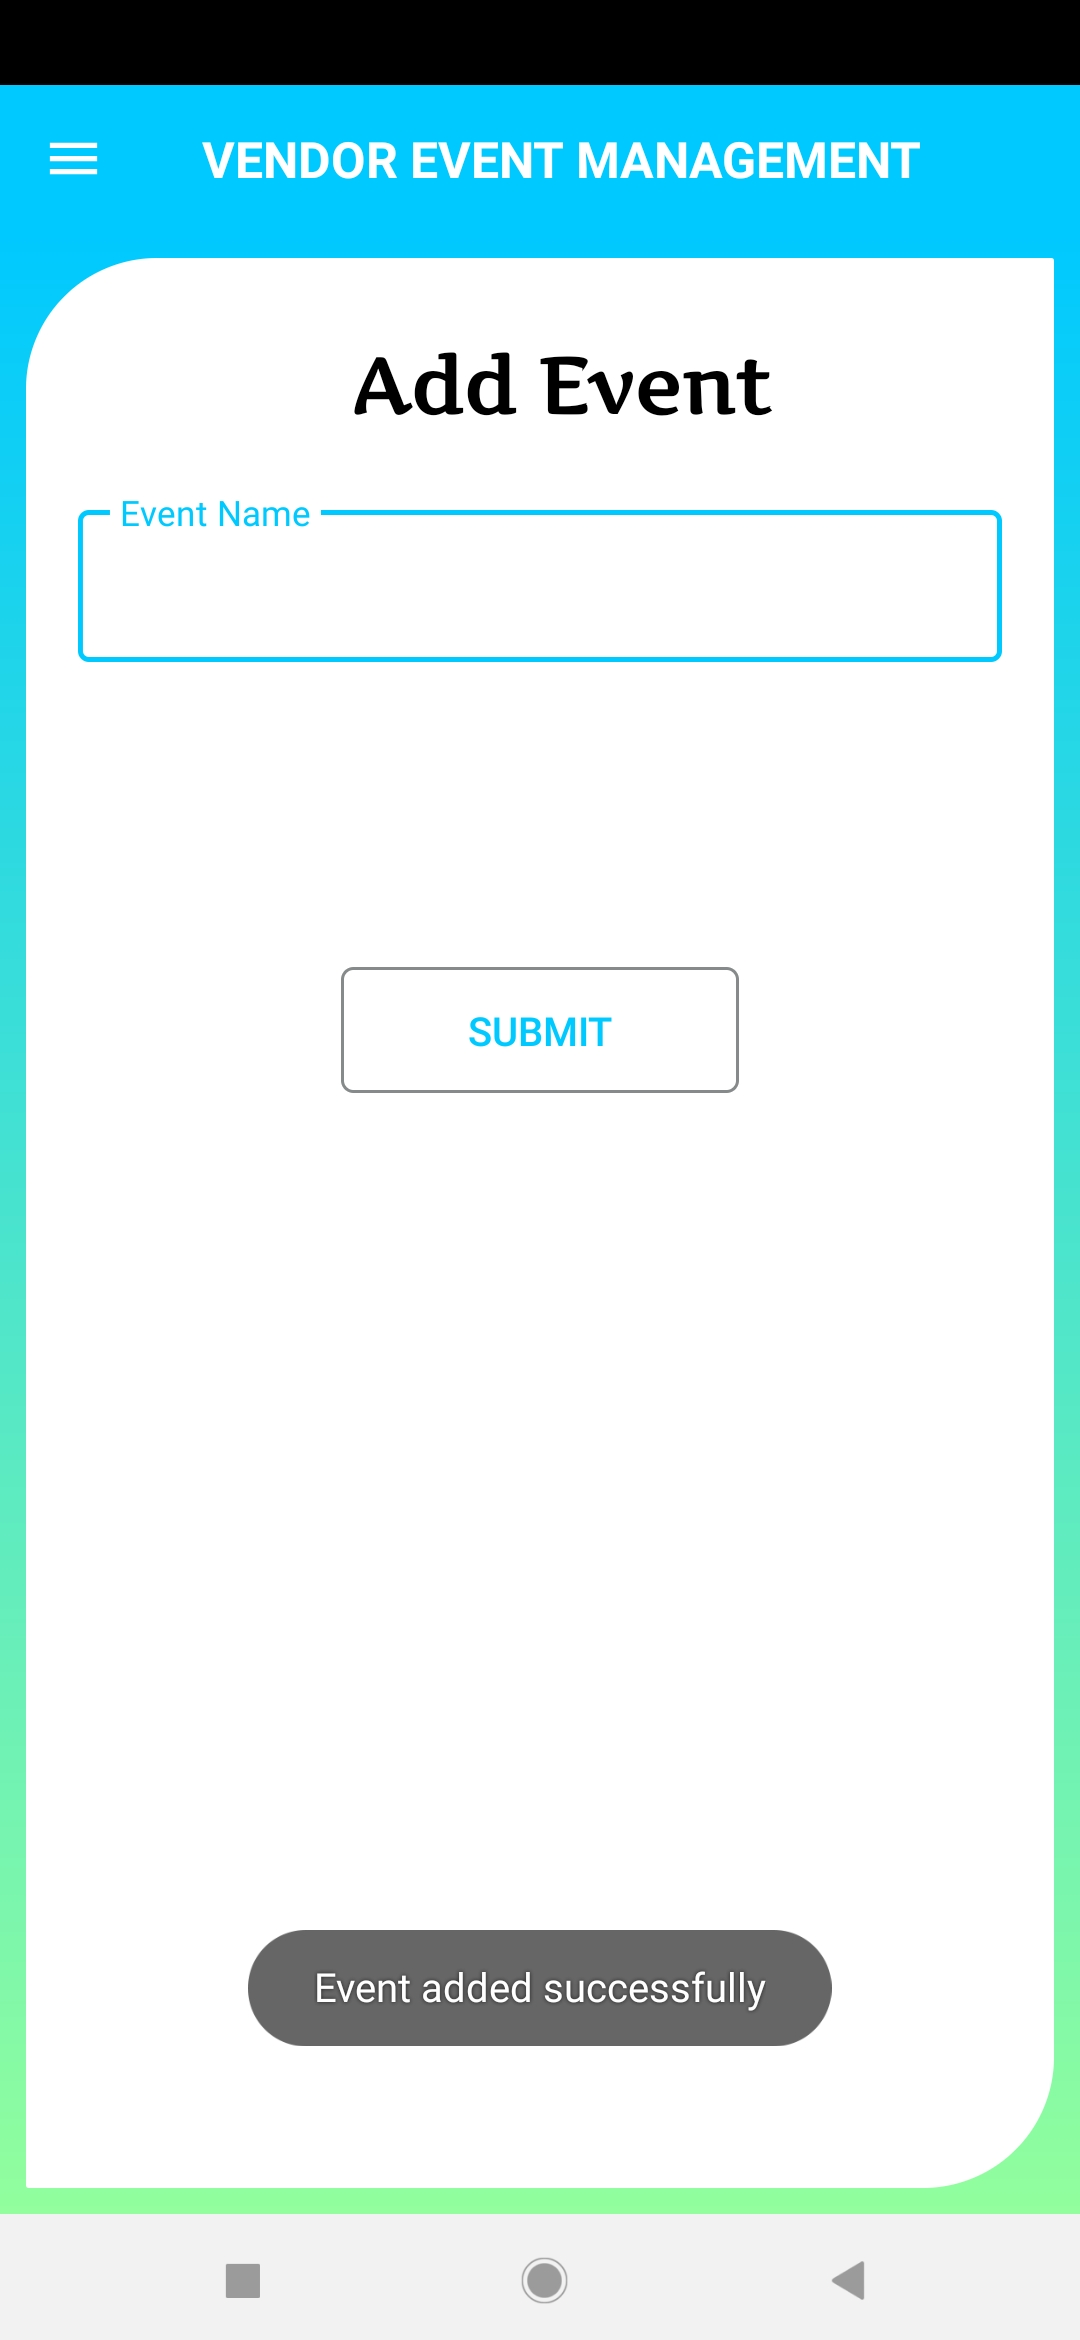 VENDOR EVENT MANAGEMENT
Add Event
Event Name
SUBMIT
Event added successfully